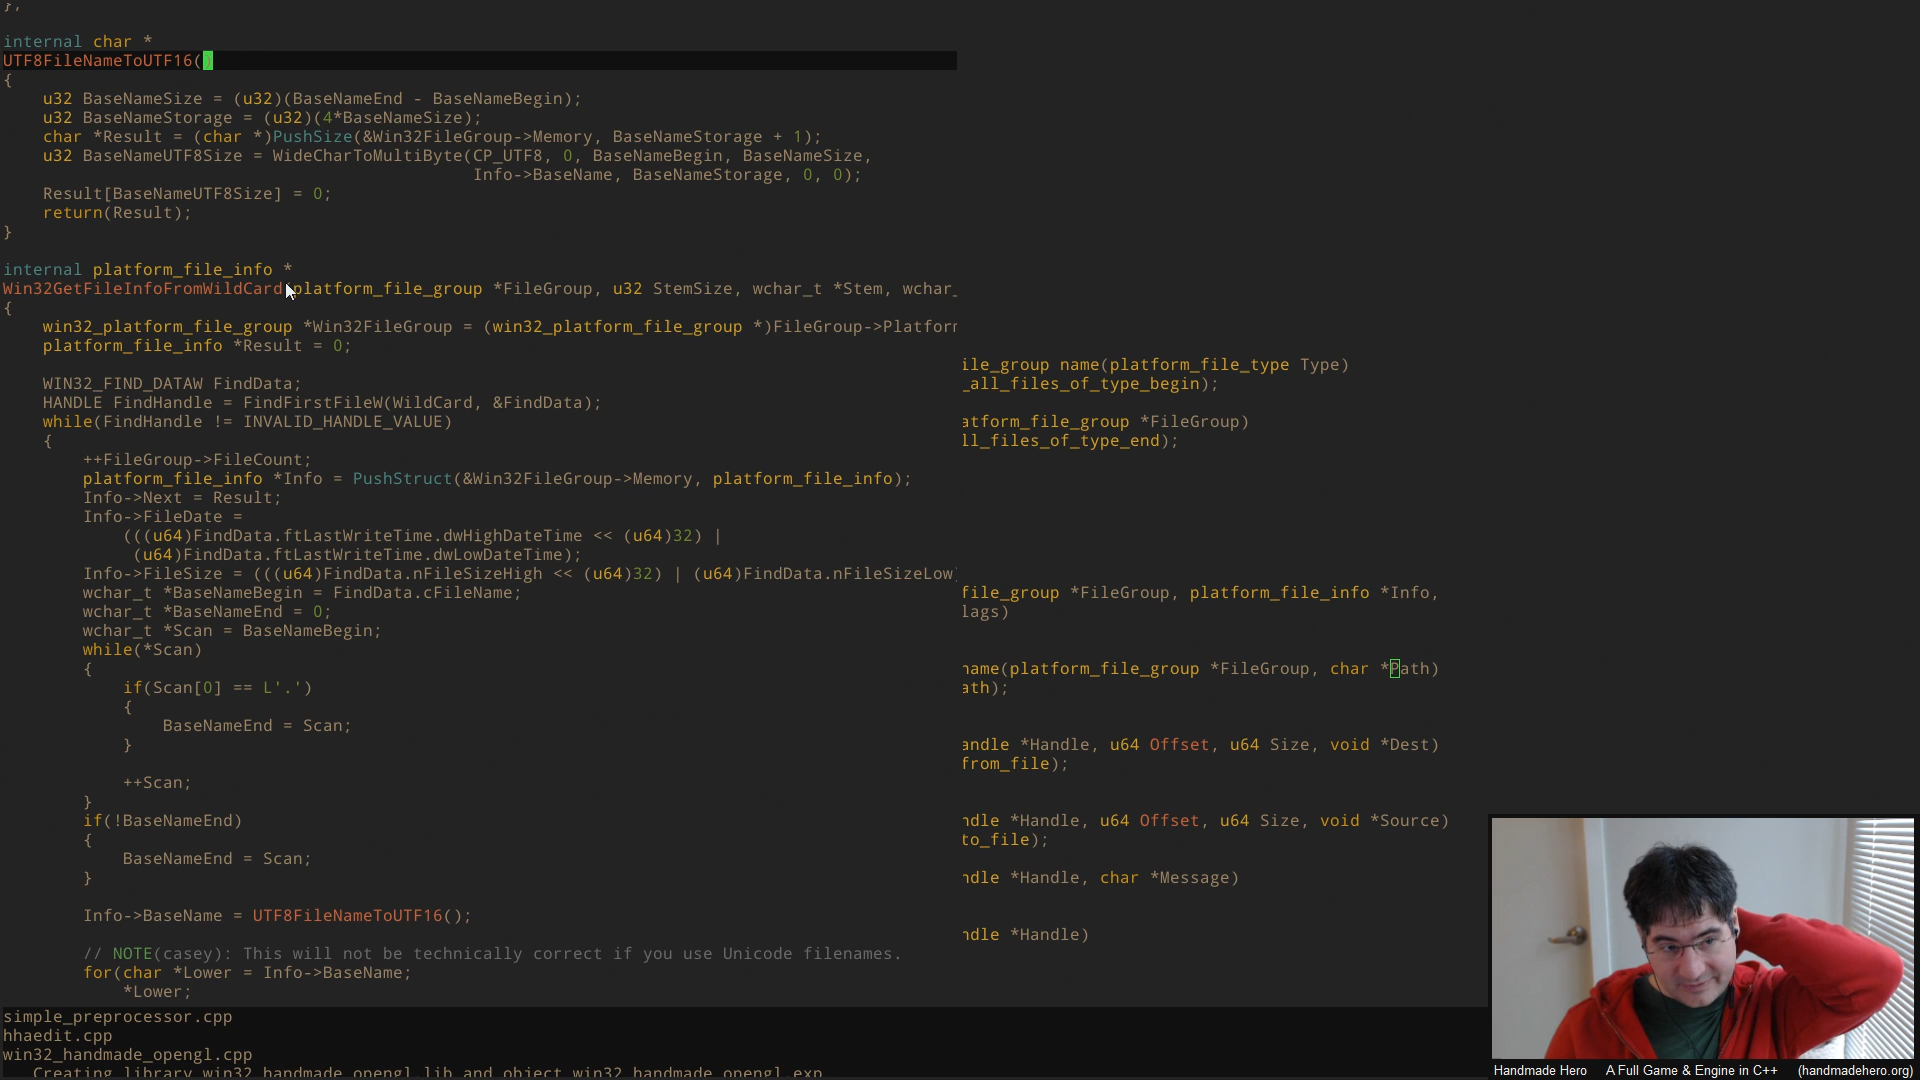 },
internal char *
UTF8FileNameToUTF16()
{
    u32 BaseNameSize = (u32)(BaseNameEnd - BaseNameBegin);
    u32 BaseNameStorage = (u32)(4*BaseNameSize);
    char *Result = (char *)PushSize(&Win32FileGroup->Memory, BaseNameStorage + 1);
    u32 BaseNameUTF8Size = WideCharToMultiByte(CP_UTF8, 0, BaseNameBegin, BaseNameSize,
                                               Info->BaseName, BaseNameStorage, 0, 0);
    Result[BaseNameUTF8Size] = 0;
    return(Result);
}
internal platform_file_info *
Win32GetFileInfoFromWildCard platform_file_group *FileGroup, u32 StemSize, wchar_t *Stem, wchar_
{
    win32_platform_file_group *Win32FileGroup = (win32_platform_file_group *)FileGroup->Platform
    platform_file_info *Result = 0;
    WIN32_FIND_DATAW FindData;
    HANDLE FindHandle = FindFirstFileW(WildCard, &FindData);
    while(FindHandle != INVALID_HANDLE_VALUE)
    {
        ++FileGroup->FileCount;
        platform_file_info *Info = PushStruct(&Win32FileGroup->Memory, platform_file_info);
        Info->Next = Result;
        Info->FileDate =
            (((u64)FindData.ftLastWriteTime.dwHighDateTime << (u64)32) |
             (u64)FindData.ftLastWriteTime.dwLowDateTime);
        Info->FileSize = (((u64)FindData.nFileSizeHigh << (u64)32) | (u64)FindData.nFileSizeLow)
        wchar_t *BaseNameBegin = FindData.cFileName;
        wchar_t *BaseNameEnd = 0;
        wchar_t *Scan = BaseNameBegin;
        while(*Scan)
        {
            if(Scan[0] == L'.')
            {
                BaseNameEnd = Scan;
            }
            ++Scan;
        }
        if(!BaseNameEnd)
        {
            BaseNameEnd = Scan;
        }
        Info->BaseName = UTF8FileNameToUTF16();
        // NOTE(casey): This will not be technically correct if you use Unicode filenames.
        for(char *Lower = Info->BaseName;
            *Lower;
ile_group name(platform_file_type Type)
_all_files_of_type_begin);
atform_file_group *FileGroup)
ll_files_of_type_end);
file_group *FileGroup, platform_file_info *Info,
lags)
name(platform_file_group *FileGroup, char *Path)
ath);
andle *Handle, u64 Offset, u64 Size, void *Dest)
from_file);
ndle *Handle, u64 Offset, u64 Size, void *Source)
to_file);
ndle *Handle, char *Message)
ndle *Handle)
simple_preprocessor.cpp
hhaedit.cpp
win32_handmade_opengl.cpp
   Creating library win32_handmade_opengl.lib and object win32_handmade_opengl.exp
Handmade Hero    A Full Game & Engine in C++    (handmadehero.org)